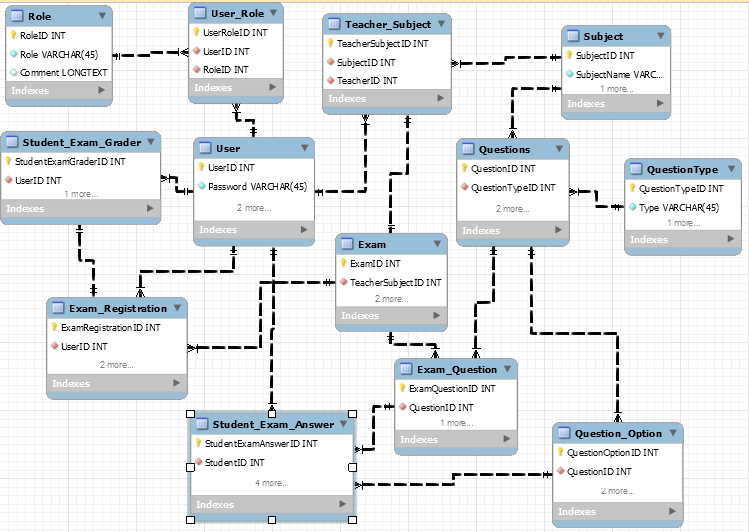 Role
RoleID INT
Role VARCHAR(45)
Comment LONGTEXT
Indexes
User_Role
UserRoleID INT
UserID INT
RoleID INT
Indexes
Teacher_Subject
TeacherSubjectID INT
SubjectID INT
TeacherID INT
Indexes
Subject
SubjectID INT
SubjectName VARC...
1 more...
Indexes
Student_Exam_Grader
StudentExamGraderID INT
UserID INT
1 more...
Indexes
User
UserID INT
Password VARCHAR(45)
2 more...
Indexes
Questions
QuestionID INT
QuestionTypeID INT
2 more...
Indexes
QuestionType
QuestionTypeID INT
Type VARCHAR(45)
1 more...
Indexes
Exam
ExamID INT
TeacherSubjectID INT
2 more...
Indexes
Exam_Registration
ExamRegistrationID INT
UserID INT
2 more...
Indexes
Exam_Question
ExamQuestionID INT
QuestionID INT
1 more...
Indexes
Student_Exam_Answer
StudentExamAnswerID INT
StudentID INT
4 more...
Indexes
Question_Option
QuestionOptionID INT
QuestionID INT
2 more...
Indexes